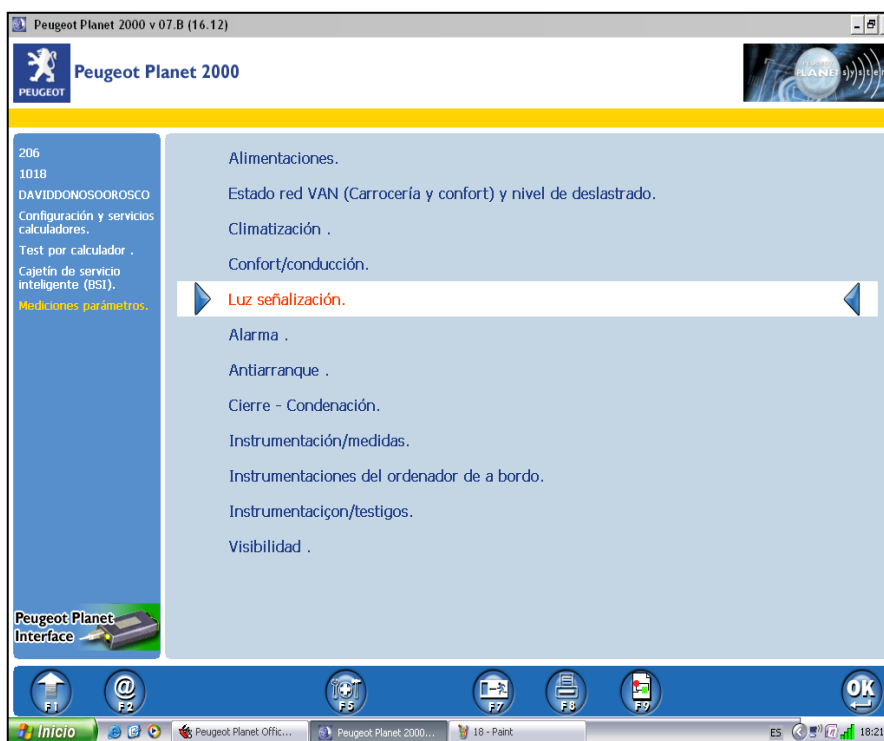 Peugeot Planet 2000 v 07.B (16.12)
PEUGEOT
Peugeot Planet 2000
PEUGEOT
PLANET system
206
1018
DAVIDDONOSOOROSCO
Configuración y servicios
calculadores.
Test por calculador .
Cajetín de servicio
inteligente (BSI).
Mediciones parámetros.
Alimentaciones.
Estado red VAN (Carrocería y confort) y nivel de deslastrado.
Climatización .
Confort/conducción.
Luz señalización.
Alarma .
Antiarranque .
Cierre - Condenación.
Instrumentación/medidas.
Instrumentaciones del ordenador de a bordo.
Instrumentaciçon/testigos.
Visibilidad .
Peugeot Planet
Interface
F1
@
F2
F5
F7
F8
F9
OK
Inicio
Peugeot Planet Offic...
Peugeot Planet 2000...
18 - Paint
ES
18:21